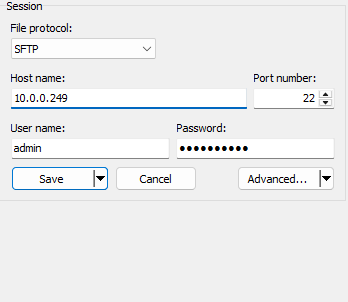 Session
File protocol:
SFTP
Host name: Port number:
10.0.0.249 22
User name: Password:
admin ●●●●●●●●●●
Save Cancel Advanced...